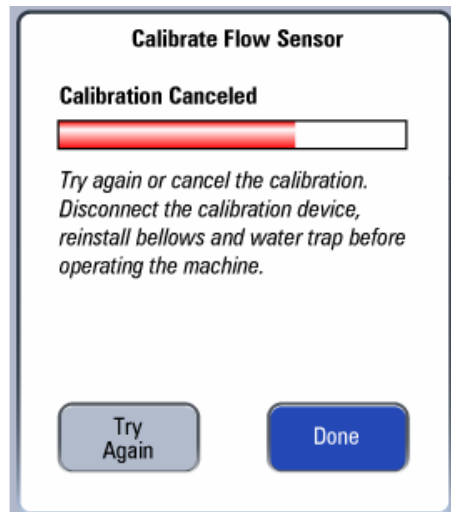 Calibrate Flow Sensor
Calibration Canceled
Try again or cancel the calibration.
Disconnect the calibration device,
reinstall bellows and water trap before
operating the machine.
Try
Again
Done